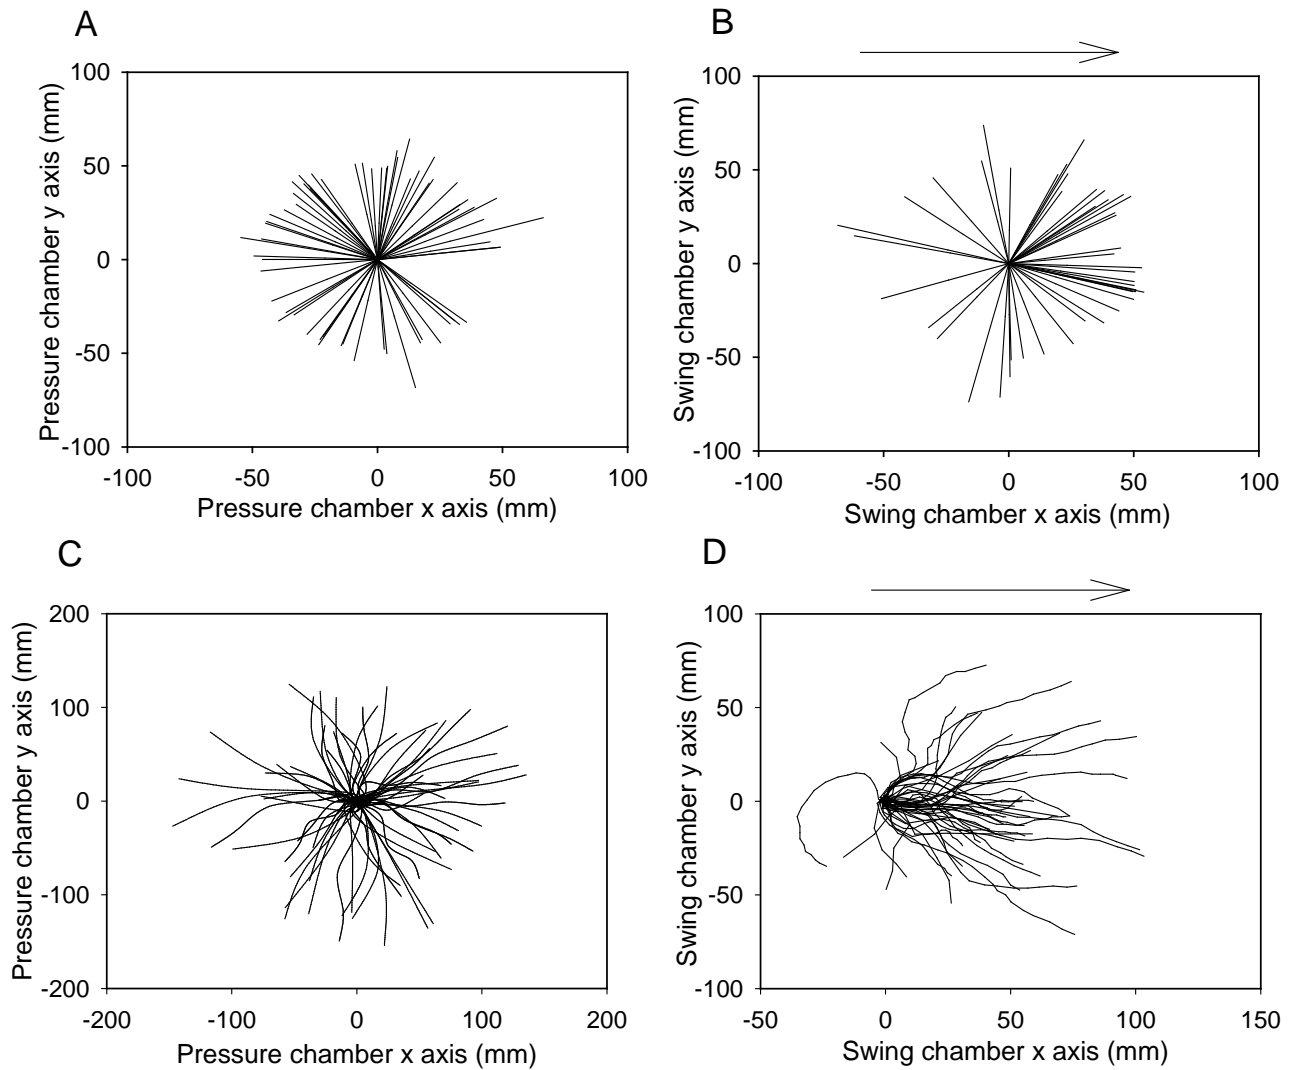 A
Pressure chamber y axis (mm)
100
50
0
-50
-100
-100 -50 0 50 100
Pressure chamber x axis (mm)
B
Swing chamber y axis (mm)
100
50
0
-50
-100
-100 -50 0 50 100
Swing chamber x axis (mm)
C
Pressure chamber y axis (mm)
200
100
0
-100
-200
-200 -100 0 100 200
Pressure chamber x axis (mm)
D
Swing chamber y axis (mm)
100
50
0
-50
-100
-50 0 50 100 150
Swing chamber x axis (mm)